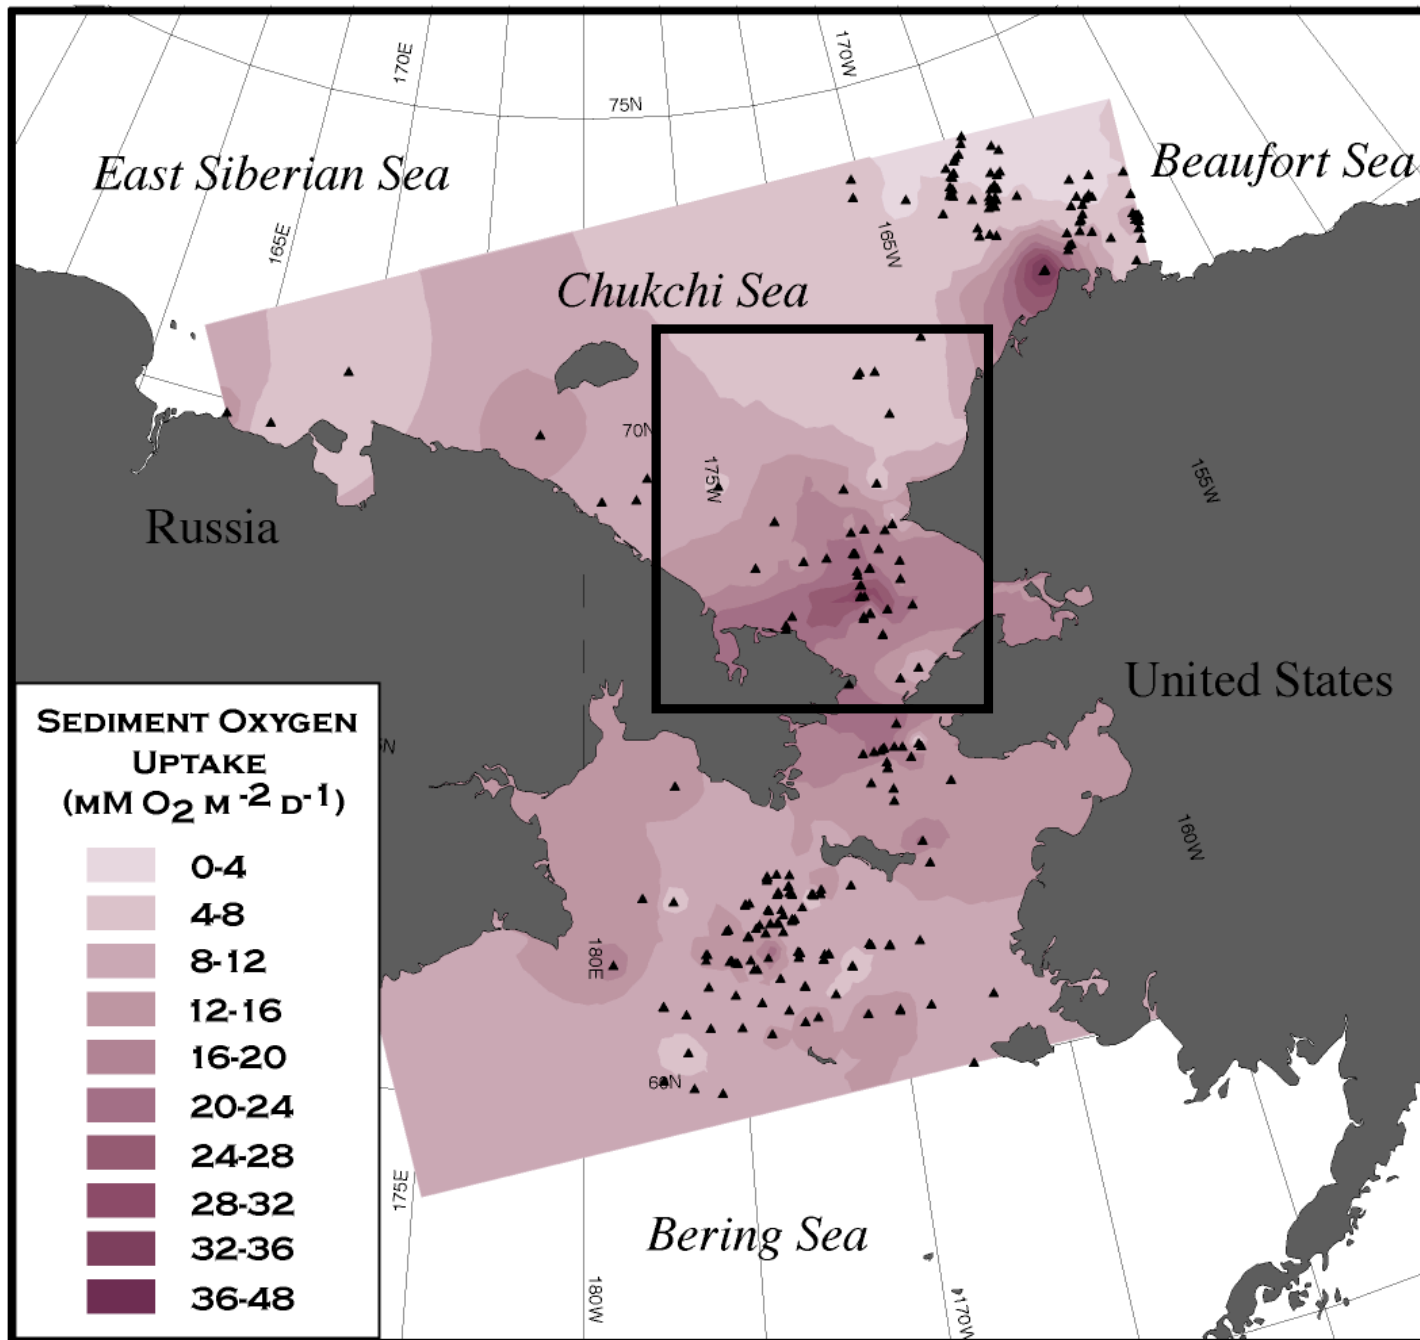 170E
170W
75N
East Siberian Sea
Beaufort Sea
165E
165W
Chukchi Sea
70N
175W
155W
Russia
United States
SEDIMENT OXYGEN
UPTAKE
(MM O2 M -2 D-1)
N
0-4
160W
4-8
8-12
180E
12-16
16-20
60N
20-24
24-28
175E
28-32
Bering Sea
32-36
36-48
180W
170W